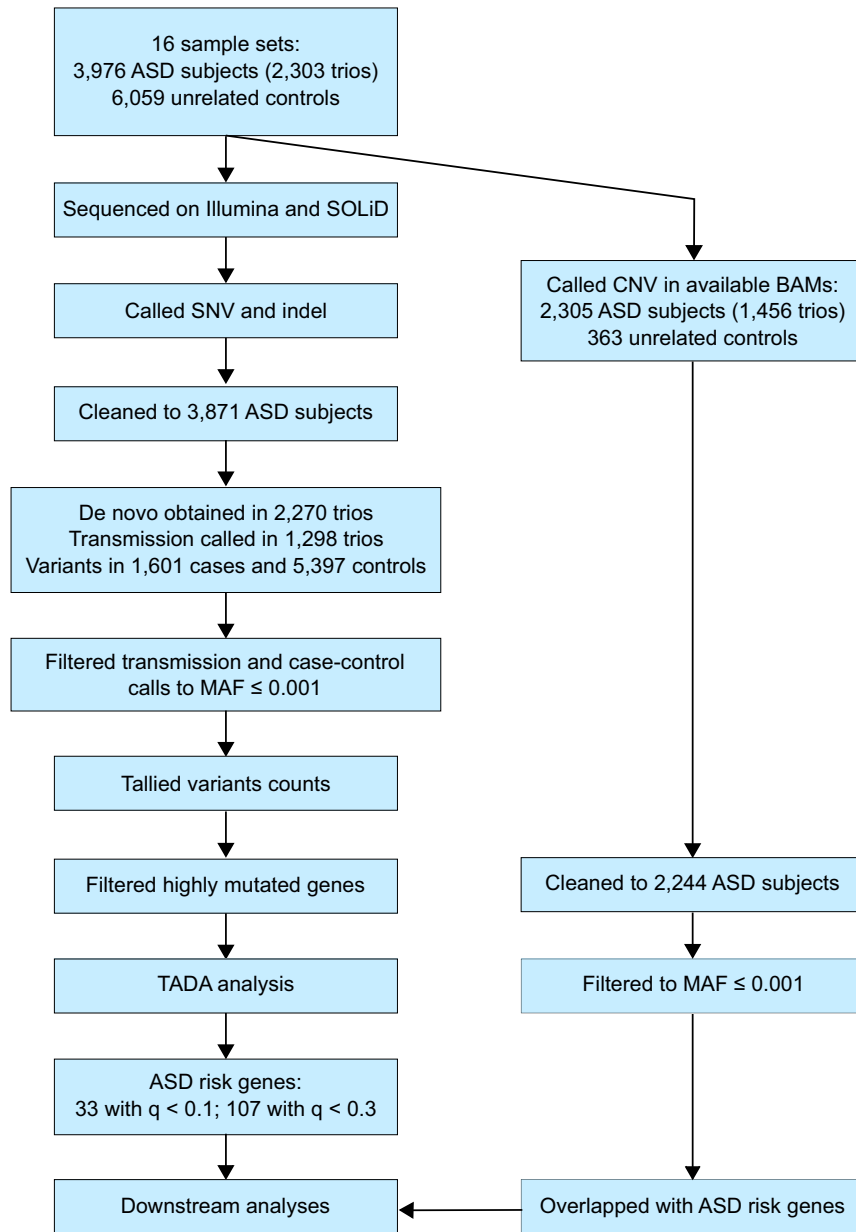 16 sample sets:
3,976 ASD subjects (2,303 trios)
6,059 unrelated controls
Sequenced on Illumina and SOLiD
Called SNV and indel
Cleaned to 3,871 ASD subjects
De novo obtained in 2,270 trios
Transmission called in 1,298 trios
Variants in 1,601 cases and 5,397 controls
Filtered transmission and case-control
calls to MAF ≤ 0.001
Tallied variants counts
Filtered highly mutated genes
TADA analysis
ASD risk genes:
33 with q < 0.1; 107 with q < 0.3
Downstream analyses
Called CNV in available BAMs:
2,305 ASD subjects (1,456 trios)
363 unrelated controls
Cleaned to 2,244 ASD subjects
Filtered to MAF ≤ 0.001
Overlapped with ASD risk genes